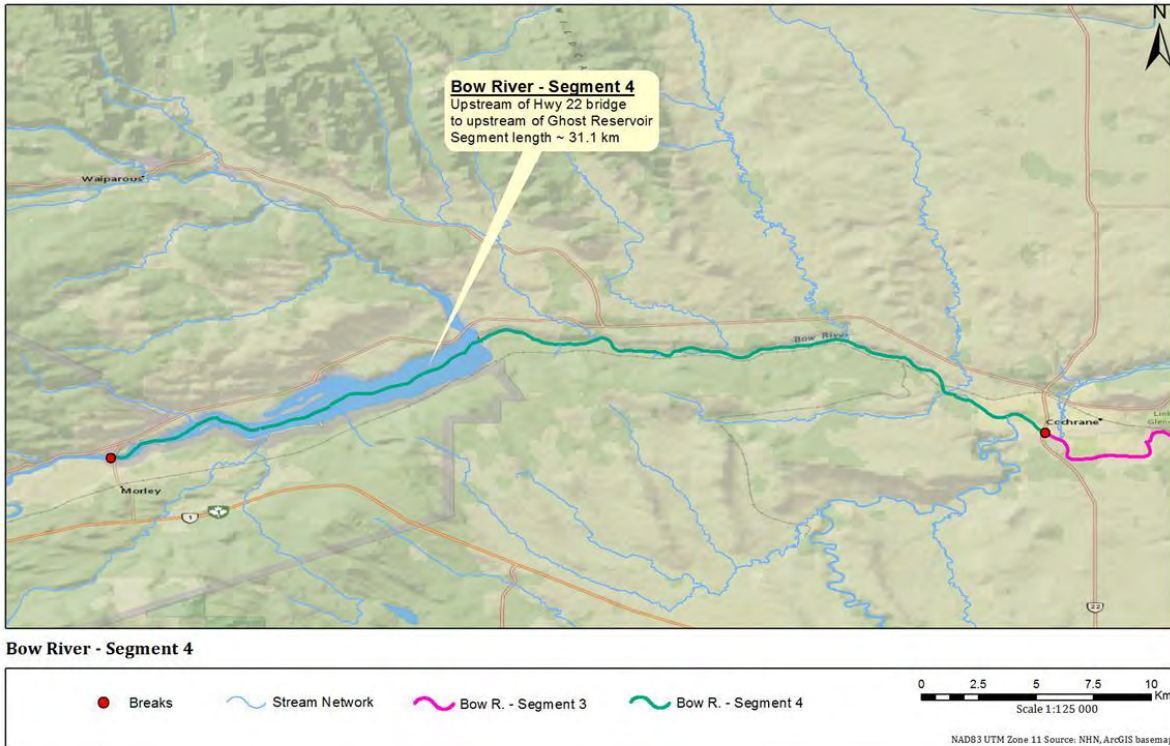 N
Bow River - Segment 4
Upstream of Hwy 22 bridge
to upstream of Ghost Reservoir
Segment length ~ 31.1 km
Waiparous
Bow River
Cochrane
Morley
1
22
Bow River - Segment 4
Breaks
Stream Network
Bow R. - Segment 3
Bow R. - Segment 4
0 2.5 5 7.5 10
Km
Scale 1:125 000
NAD83 UTM Zone 11 Source: NHN, ArcGIS basemap